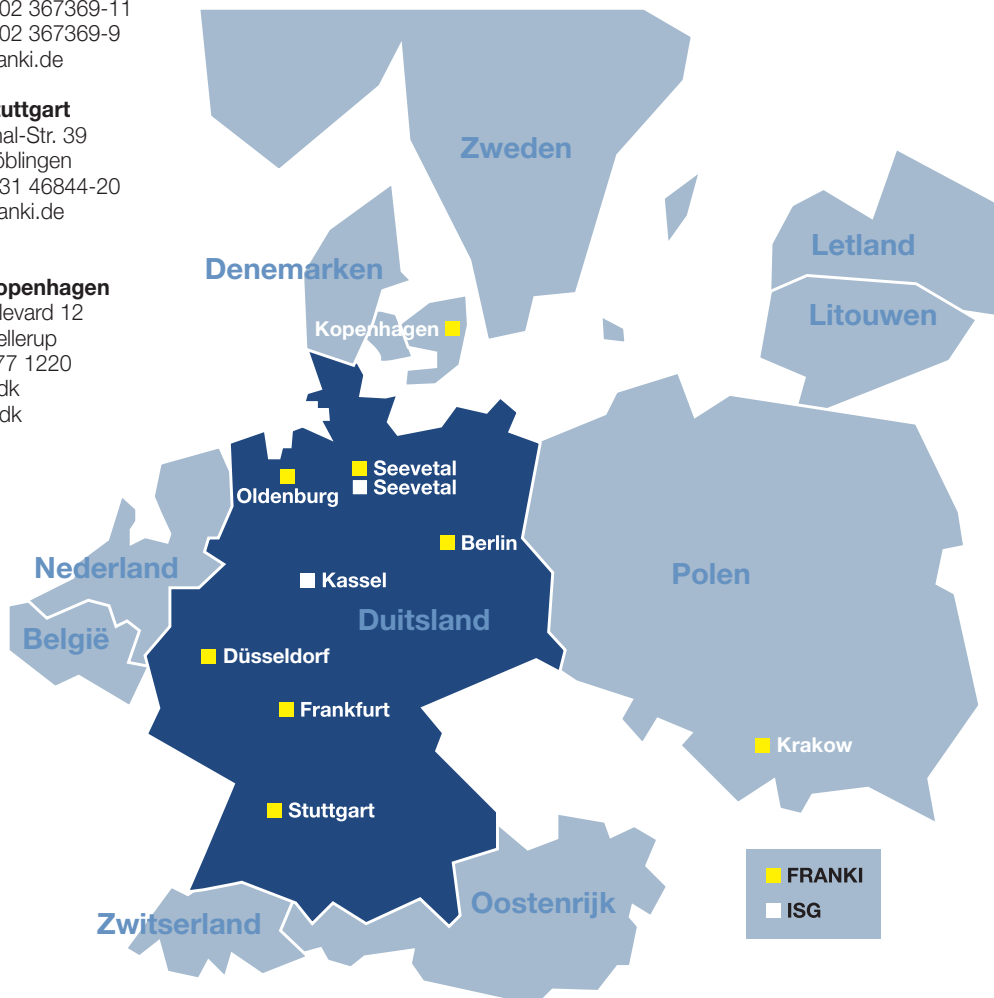 02 367369-11
02 367369-9
anki.de
tuttgart
nal-Str. 39
öblingen
31 46844-20
anki.de
openhagen
levard 12
ellerup
77 1220
dk
dk
Zweden
Letland
Denemarken
Litouwen
Kopenhagen
Seevetal
Seevetal
Oldenburg
Berlin
Nederland
Kassel
Polen
Duitsland
België
Düsseldorf
Frankfurt
Krakow
Stuttgart
FRANKI
ISG
Oostenrijk
Zwitserland